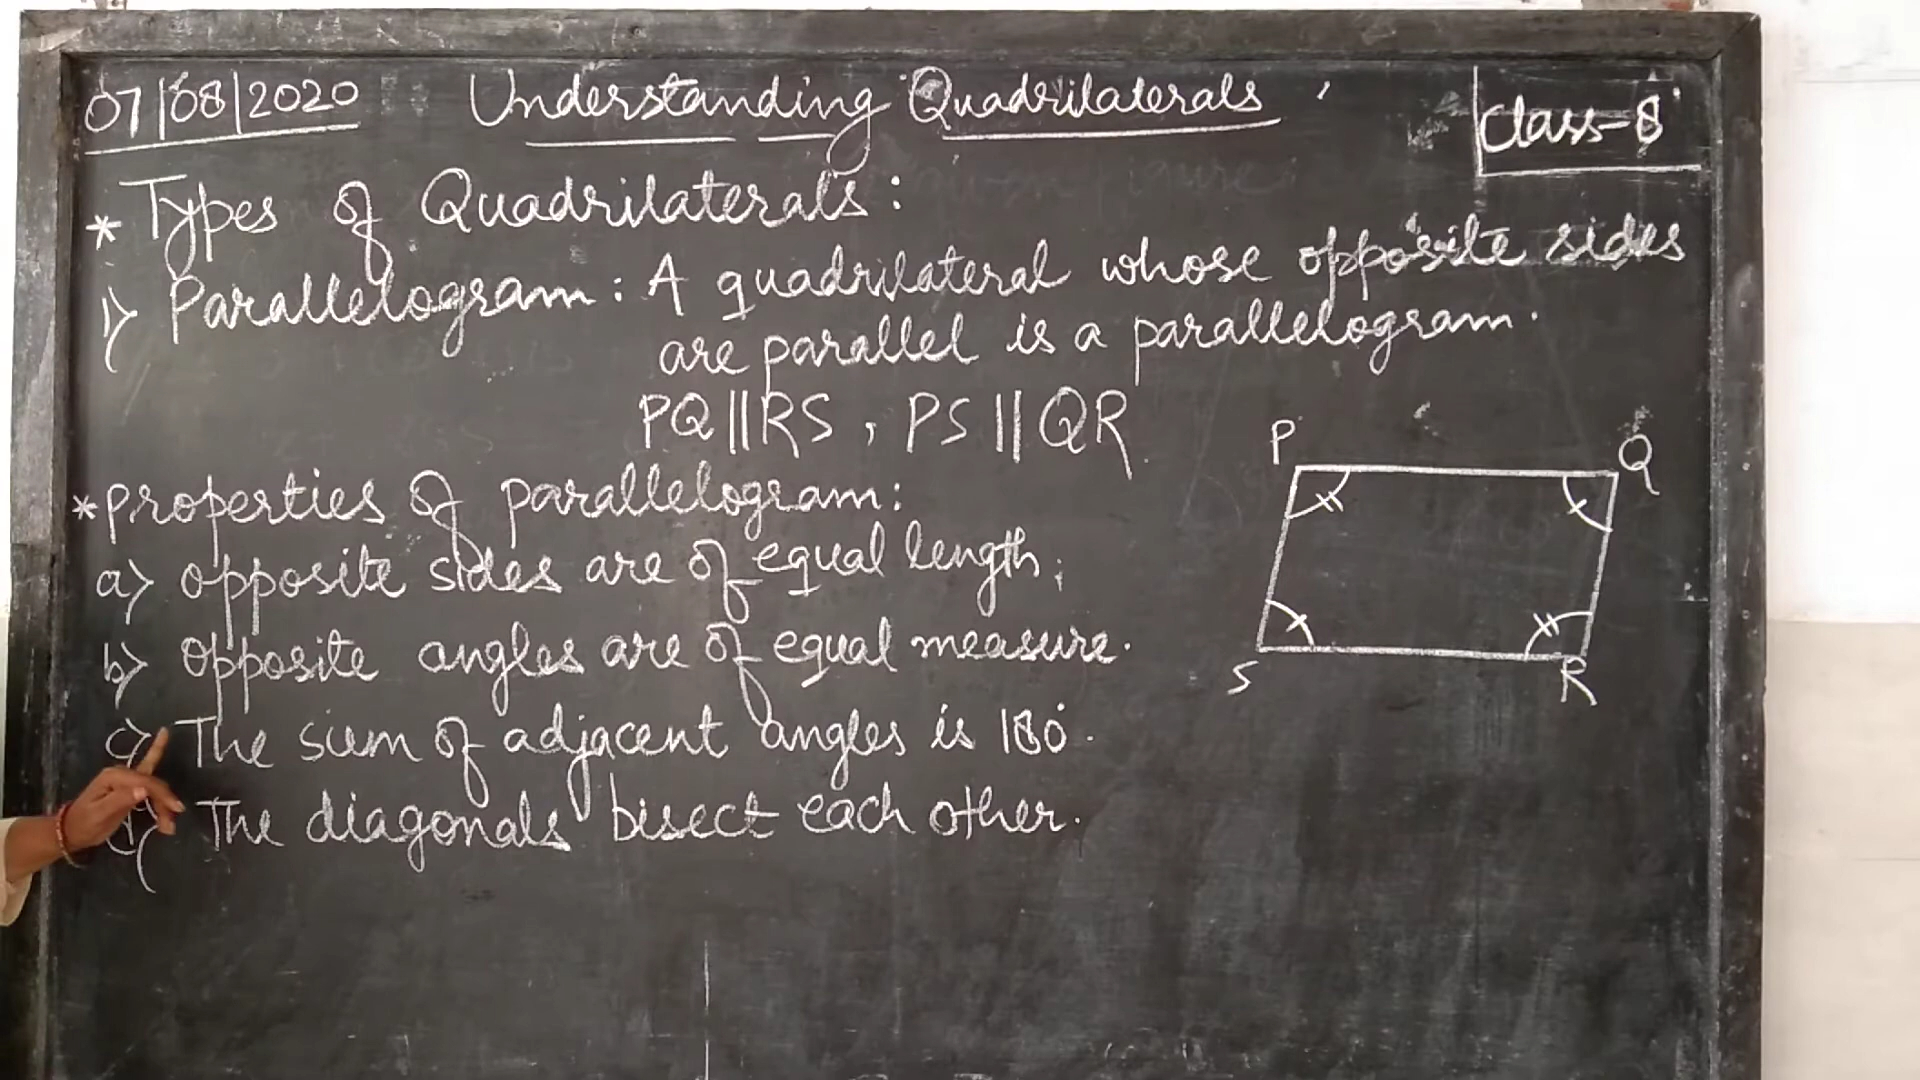 07/08/2020 Understanding Quadrilaterals Class-8
* Types of Quadrilaterals:
1) Parallelogram: A quadrilateral whose opposite sides
are parallel is a parallelogram.
PQ||RS, PS||QR
P
Q
S
R
* properties of parallelogram:
a) opposite sides are of equal length.
b) opposite angles are of equal measure.
c) The sum of adjacent angles is 180°.
d) The diagonals bisect each other.